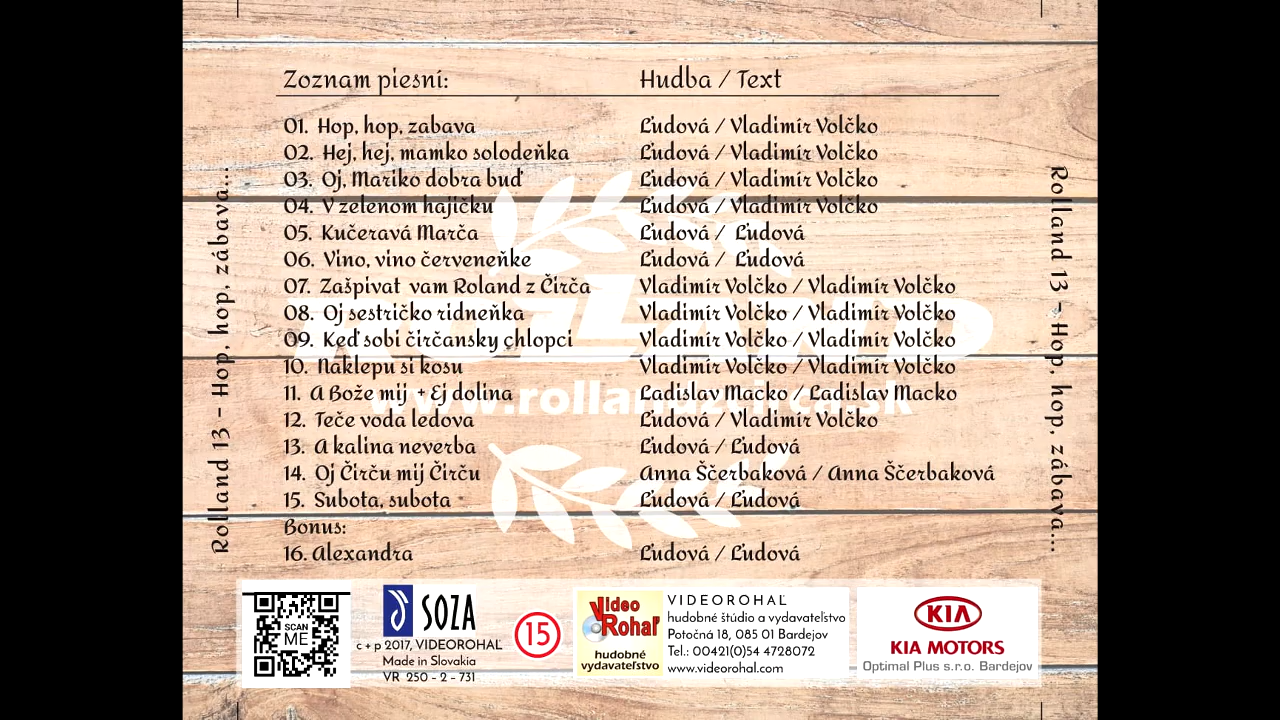 Zoznam piesní: Hudba / Text
01. Hop, hop, zabava Ľudová / Vladimír Volčko
02. Hej, hej, mamko solodeňka Ľudová / Vladimír Volčko
03. Oj, Mariko dobra buď Ľudová / Vladimír Volčko
04. V zelenom hajičku Ľudová / Vladimír Volčko
05. Kučeravá Marča Ľudová / Ľudová
06. Vino, vino červeneňke Ľudová / Ľudová
07. Zašpivat vam Roland z Čirča Vladimír Volčko / Vladimír Volčko
08. Oj sestričko ridneňka Vladimír Volčko / Vladimír Volčko
09. Keď sobi čirčansky chlopci Vladimír Volčko / Vladimír Volčko
10. Naklepu si kosu Vladimír Volčko / Vladimír Volčko
11. A Bože mij + Ej dolina Ladislav Macko / Ladislav Macko
12. Teče voda ledova Ľudová / Vladimír Volčko
13. A kalina neverba Ľudová / Ľudová
14. Oj Čirču mij Čirču Anna Ščerbaková / Anna Ščerbaková
15. Subota, subota Ľudová / Ľudová
Bonus:
16. Alexandra Ľudová / Ľudová
Rolland 13 - Hop, hop, zábava...
Rolland 13 - Hop, hop, zábava...
SCAN
ME
SOZA
c + p 2017, VIDEOROHAL
Made in Slovakia
VR 250 - 2 - 731
15
Video
Rohaľ
hudobné
vydavateľstvo
VIDEOROHAĽ
hudobné štúdio a vydavateľstvo
Potočná 18, 085 01 Bardejov
Tel.: 00421(0)54 4728072
www.videorohal.com
KIA
KIA MOTORS
Optimal Plus s.r.o. Bardejov